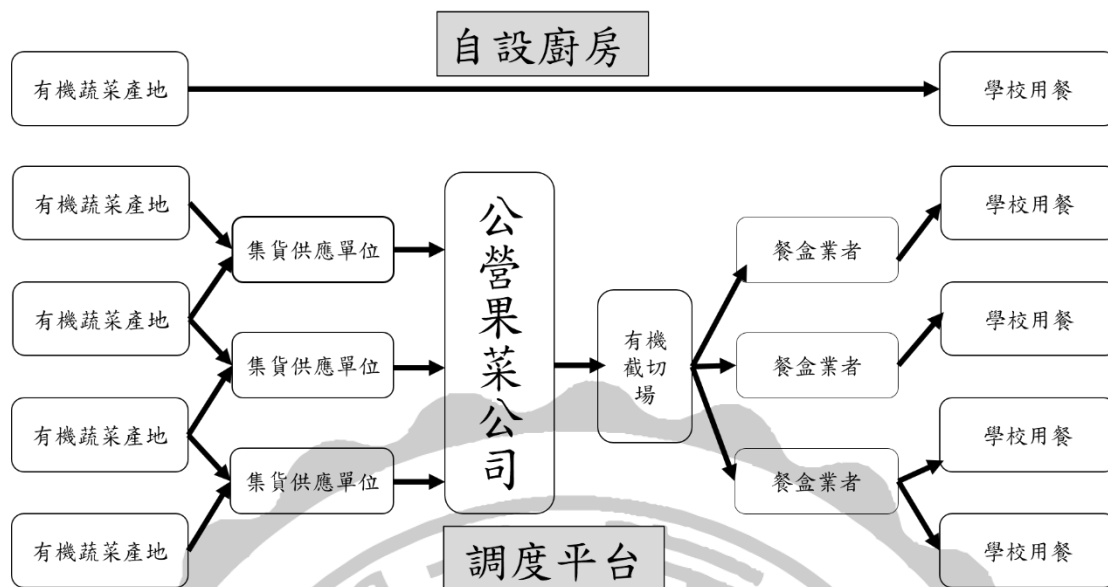 自設廚房
有機蔬菜產地
學校用餐
有機蔬菜產地
有機蔬菜產地
有機蔬菜產地
有機蔬菜產地
集貨供應單位
集貨供應單位
集貨供應單位
公營果菜公司
有機
截切
場
餐盒業者
餐盒業者
餐盒業者
學校用餐
學校用餐
學校用餐
學校用餐
調度平台